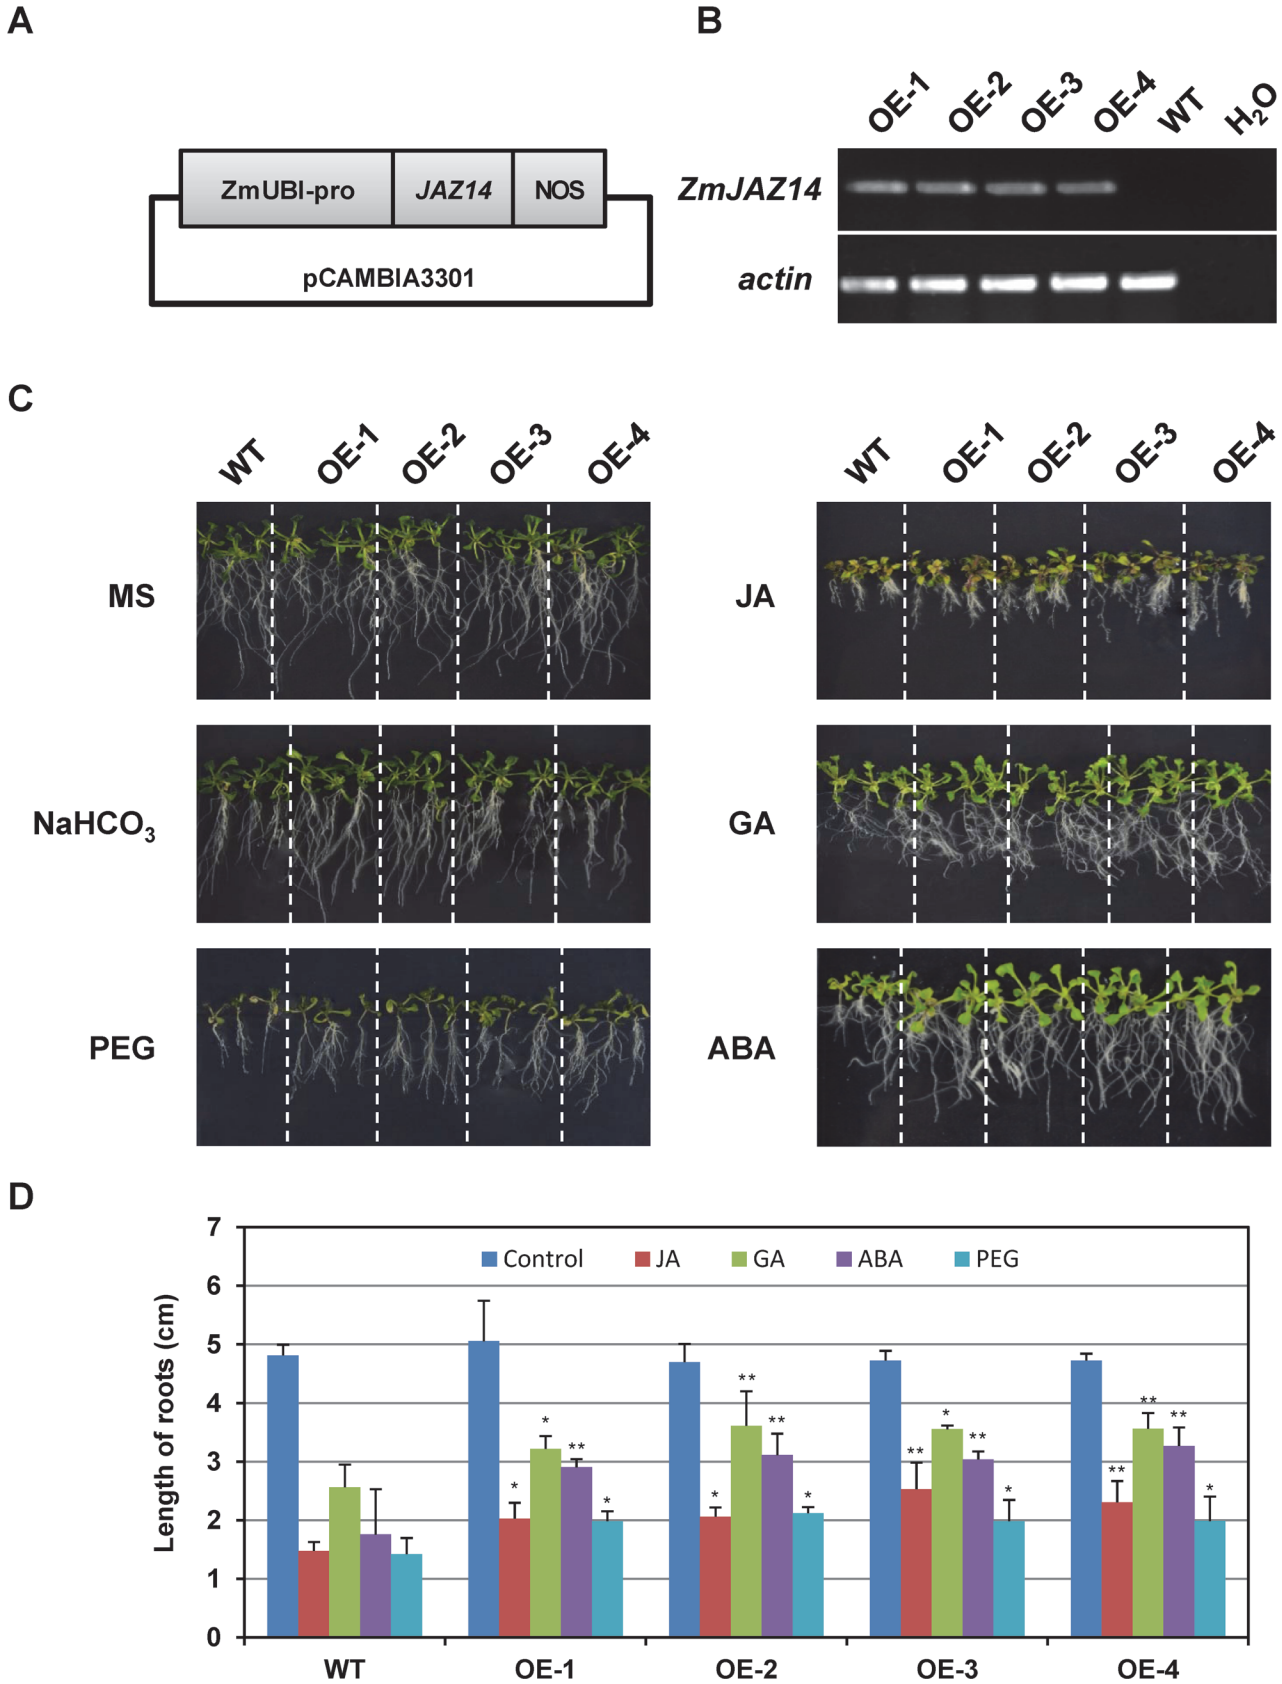 A
B
ZmUBI-pro JAZ14 NOS
pCAMBIA3301
OE-1 OE-2 OE-3 OE-4 WT H₂O
ZmJAZ14
actin
C
WT OE-1 OE-2 OE-3 OE-4
WT OE-1 OE-2 OE-3 OE-4
MS
JA
NaHCO₃
GA
PEG
ABA
D
Length of roots (cm)
7
6
5
4
3
2
1
0
Control JA GA ABA PEG
* ** * ** * ** * * ** ** * ** ** ** *
WT OE-1 OE-2 OE-3 OE-4